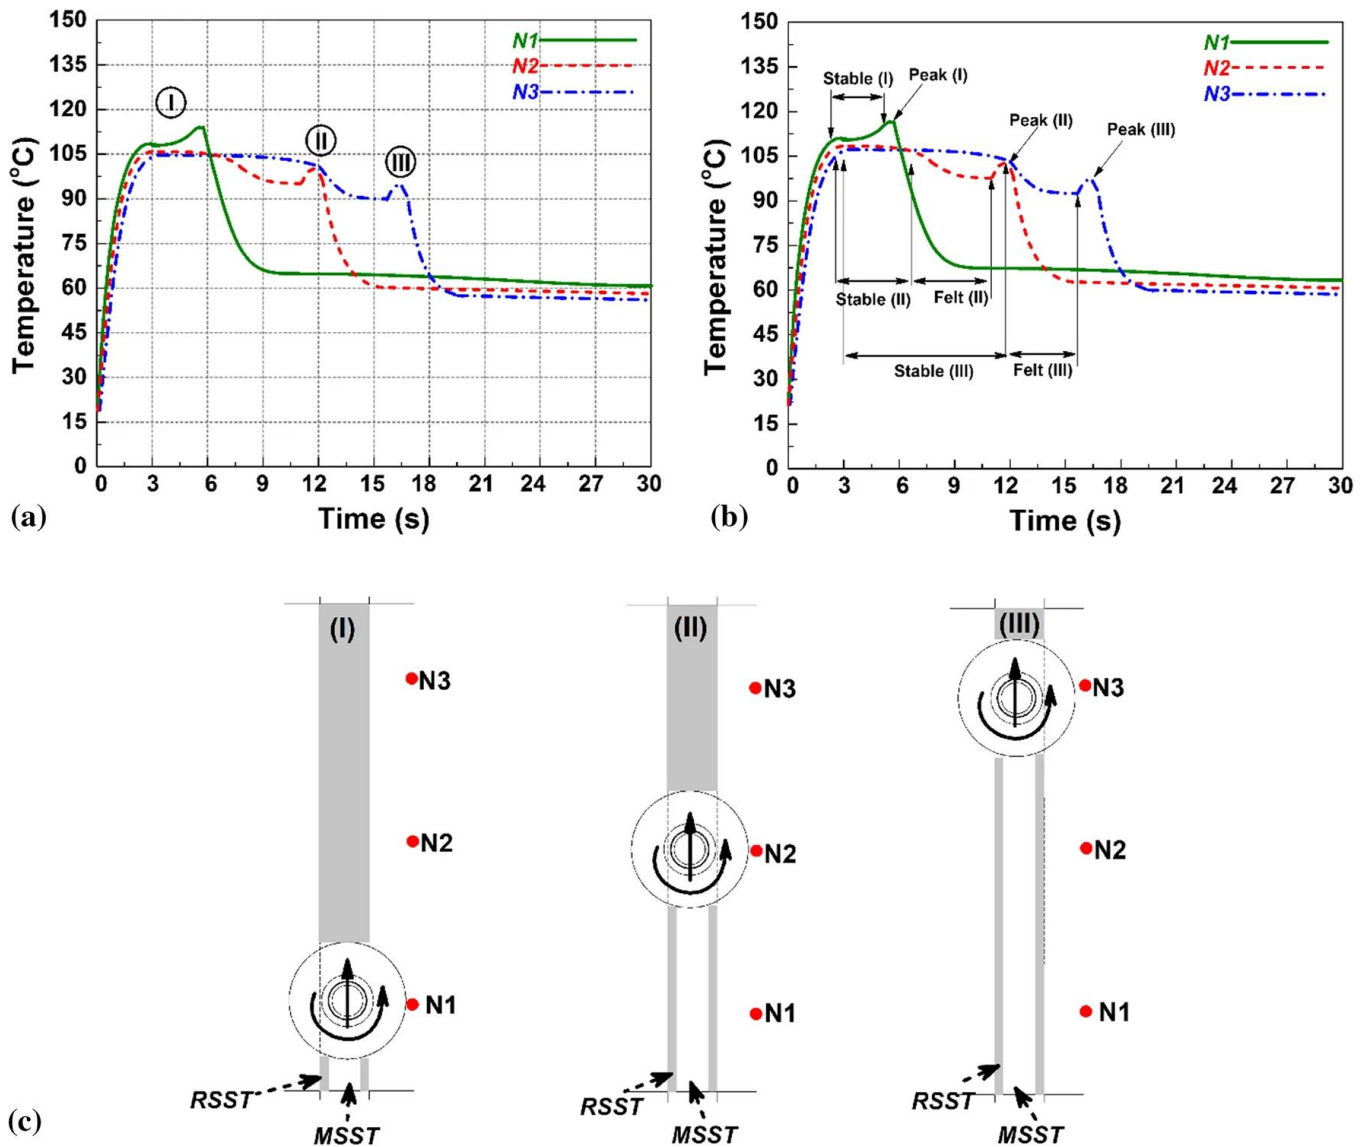 150
135
120
105
90
75
60
45
30
15
0
Temperature (°C)
N1
N2
N3
I
II
III
0 3 6 9 12 15 18 21 24 27 30
Time (s)
(a)
150
135
120
105
90
75
60
45
30
15
0
Temperature (°C)
N1
N2
N3
Stable (I)
Peak (I)
Peak (II)
Peak (III)
Stable (II)
Felt (II)
Stable (III)
Felt (III)
0 3 6 9 12 15 18 21 24 27 30
Time (s)
(b)
(I)
N3
N2
N1
RSST
MSST
(II)
N3
N2
N1
RSST
MSST
(III)
N3
N2
N1
RSST
MSST
(c)